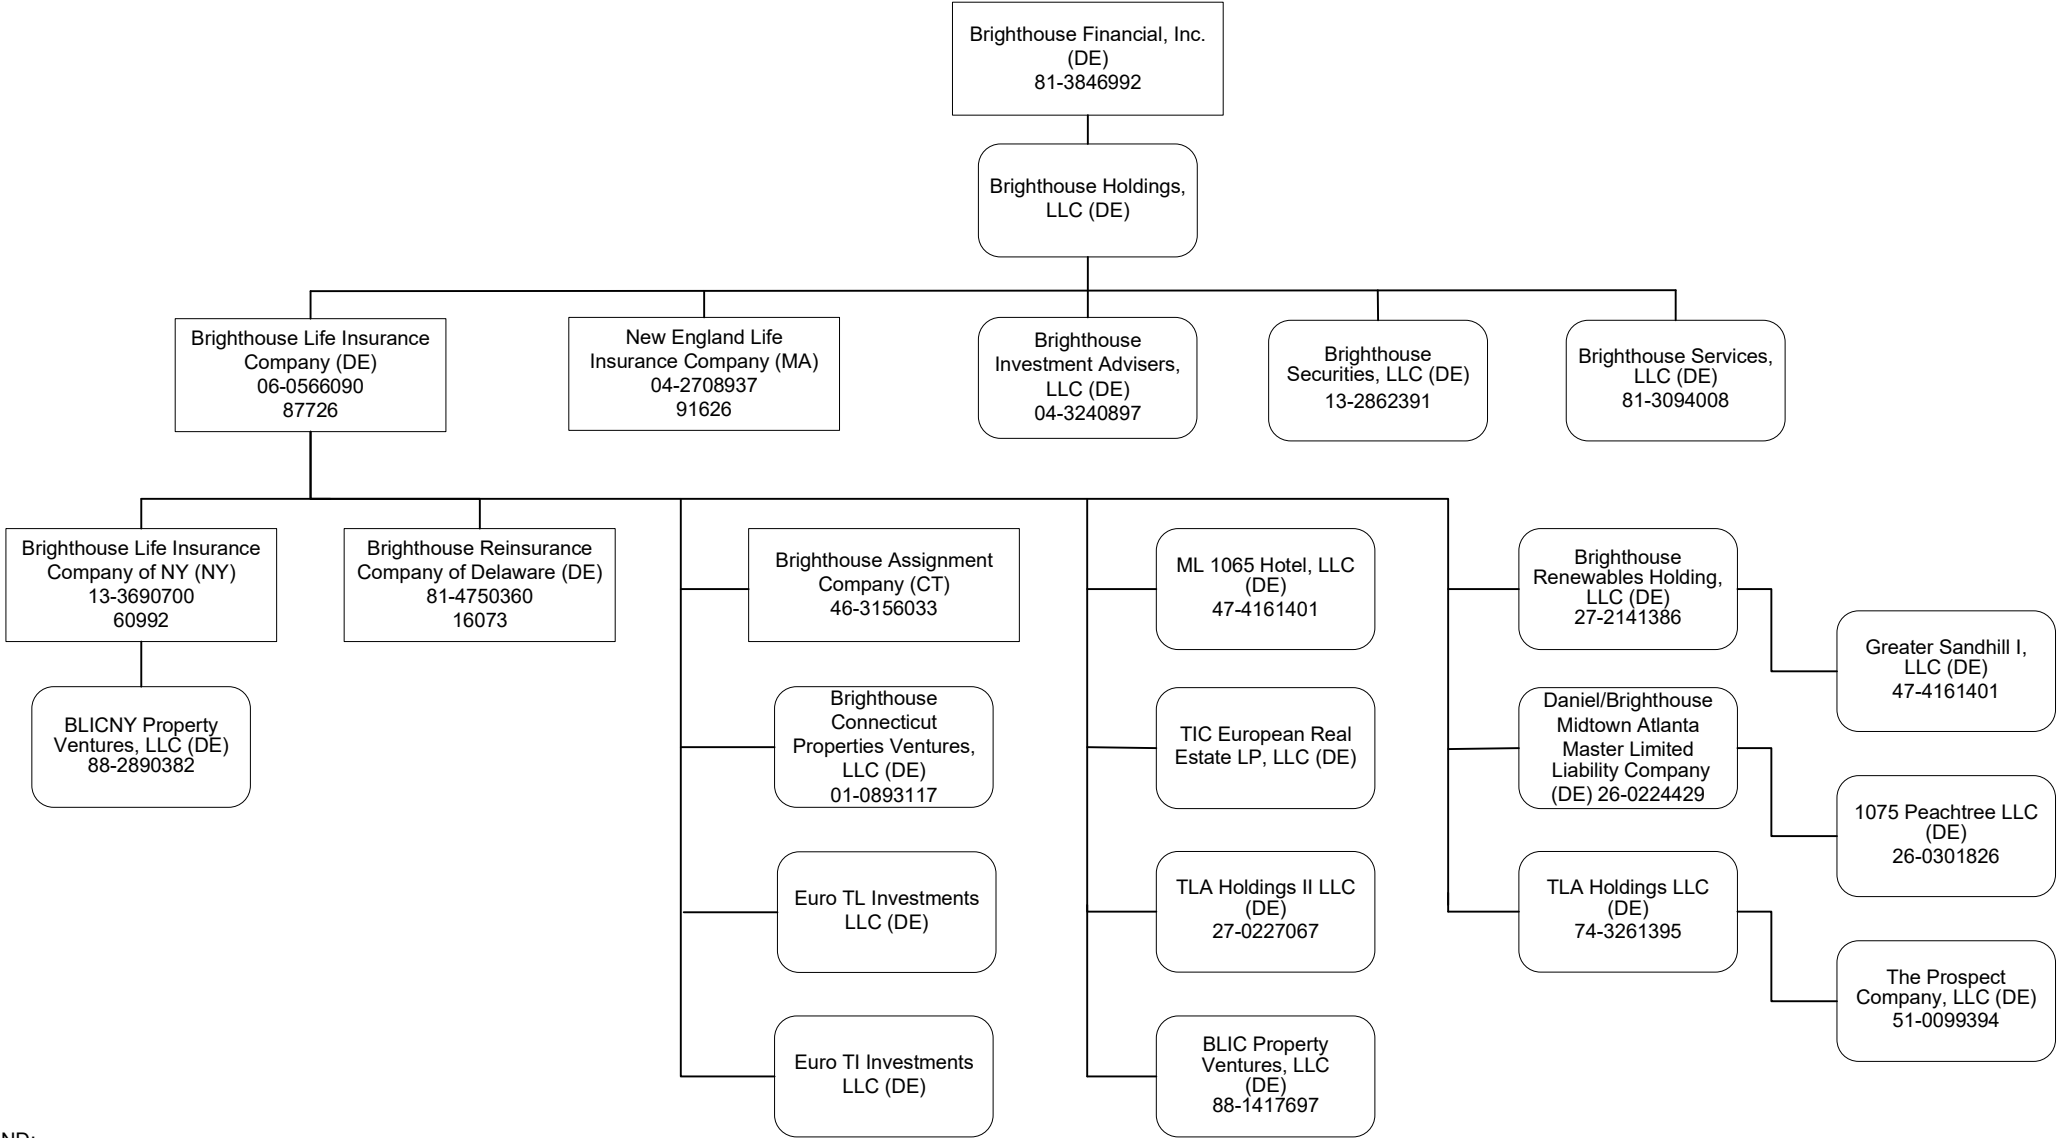 Brighthouse Financial, Inc.
(DE)
81-3846992
Brighthouse Holdings,
LLC (DE)
Brighthouse Life Insurance
Company (DE)
06-0566090
87726
New England Life
Insurance Company (MA)
04-2708937
91626
Brighthouse
Investment Advisers,
LLC (DE)
04-3240897
Brighthouse
Securities, LLC (DE)
13-2862391
Brighthouse Services,
LLC (DE)
81-3094008
Brighthouse Life Insurance
Company of NY (NY)
13-3690700
60992
Brighthouse Reinsurance
Company of Delaware (DE)
81-4750360
16073
Brighthouse Assignment
Company (CT)
46-3156033
ML 1065 Hotel, LLC
(DE)
47-4161401
Brighthouse
Renewables Holding,
LLC (DE)
27-2141386
Greater Sandhill I,
LLC (DE)
47-4161401
BLICNY Property
Ventures, LLC (DE)
88-2890382
Brighthouse
Connecticut
Properties Ventures,
LLC (DE)
01-0893117
TIC European Real
Estate LP, LLC (DE)
Daniel/Brighthouse
Midtown Atlanta
Master Limited
Liability Company
(DE) 26-0224429
1075 Peachtree LLC
(DE)
26-0301826
Euro TL Investments
LLC (DE)
TLA Holdings II LLC
(DE)
27-0227067
TLA Holdings LLC
(DE)
74-3261395
The Prospect
Company, LLC (DE)
51-0099394
Euro TI Investments
LLC (DE)
BLIC Property
Ventures, LLC
(DE)
88-1417697